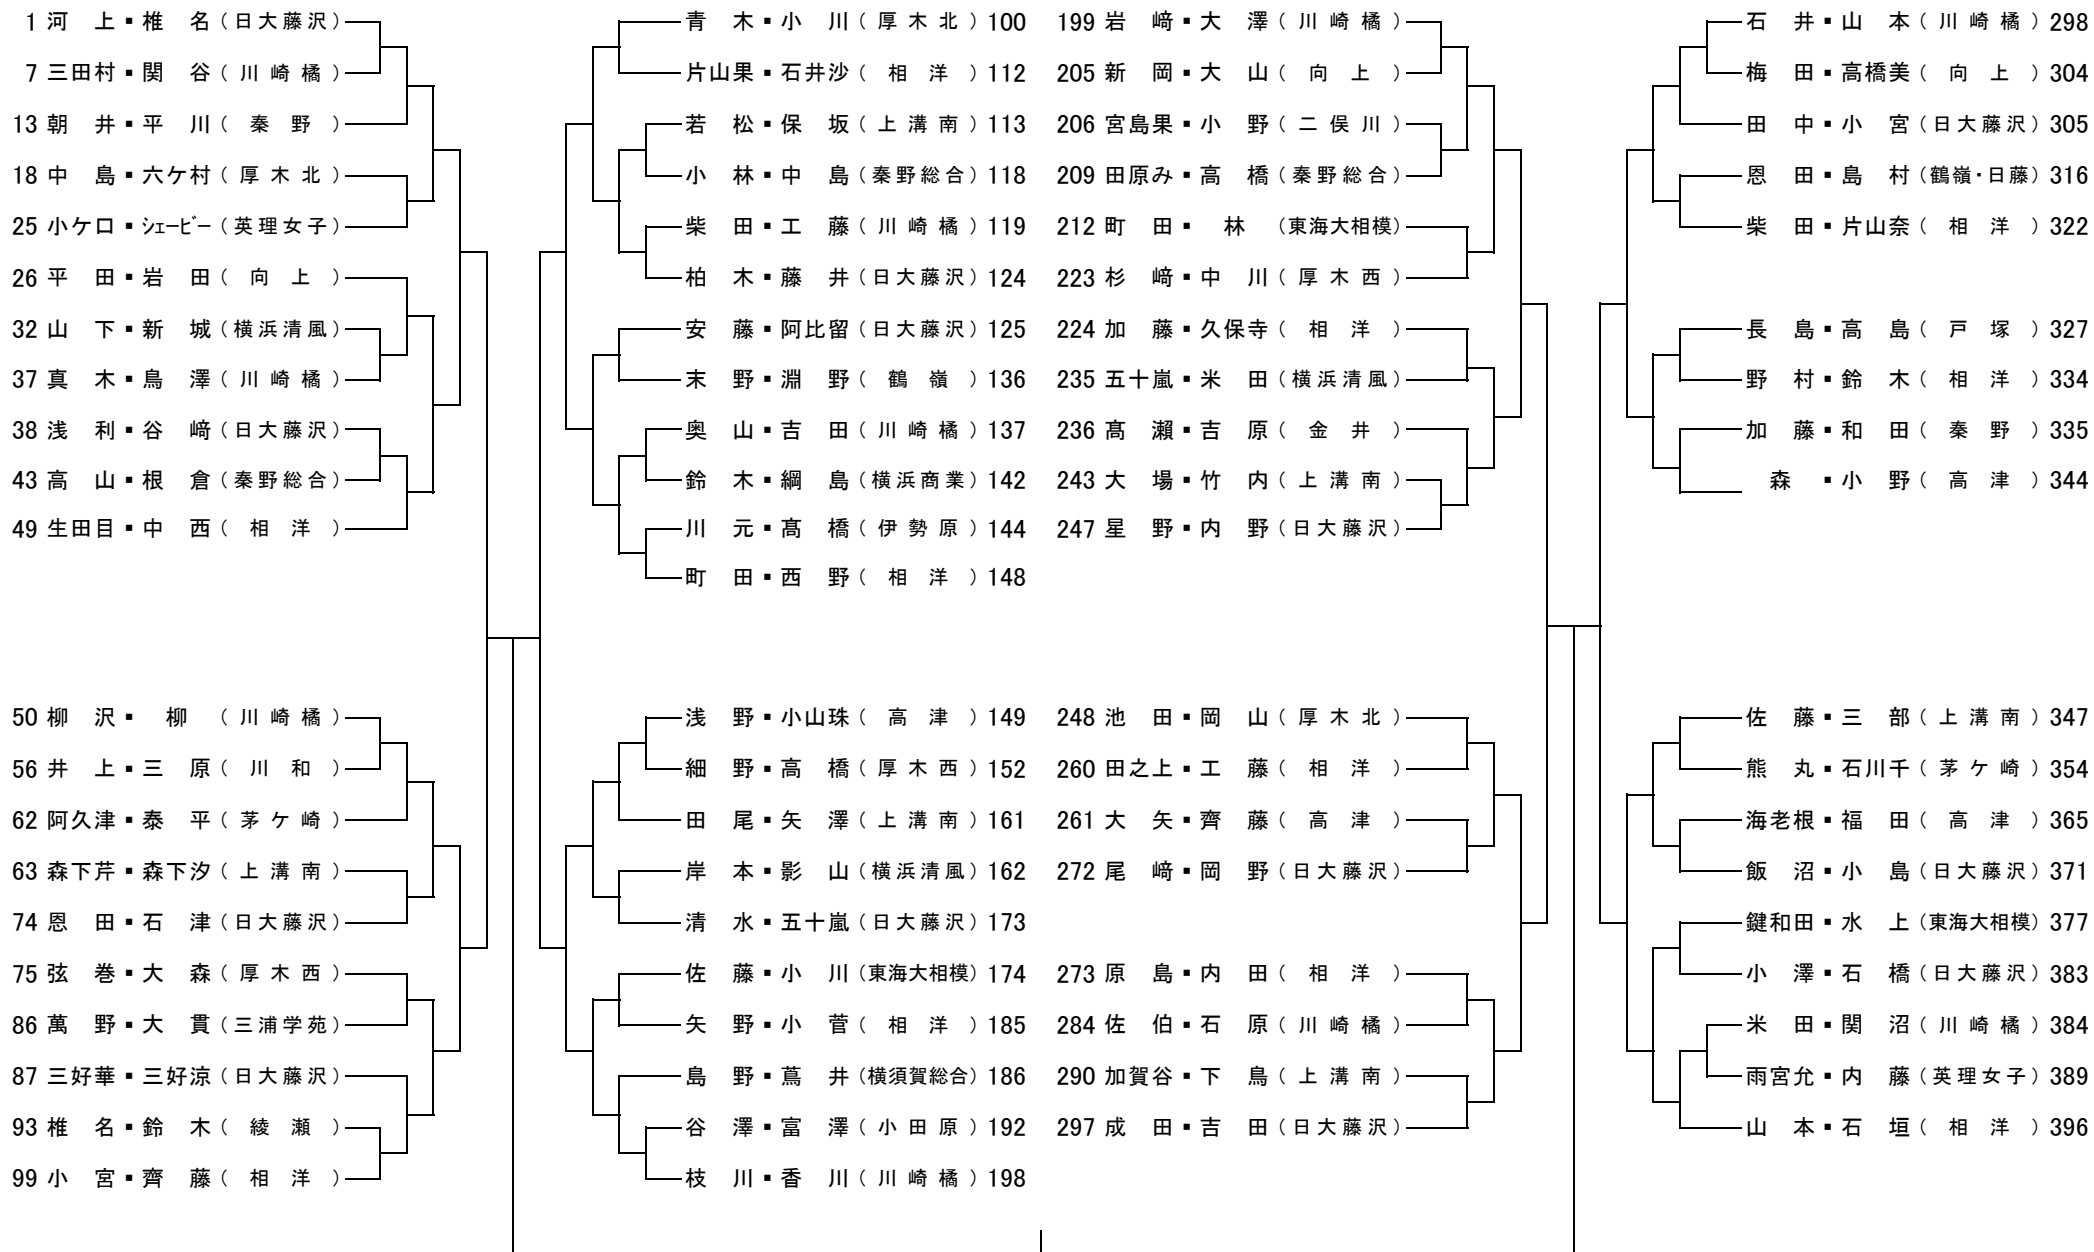 1 河 上・椎 名（日大藤沢）
7 三田村・関 谷（川崎橘）
13 朝 井・平 川（秦野）
18 中 島・六ケ村（厚木北）
25 小ケ口・シェービー（英理女子）
26 平 田・岩 田（向上）
32 山 下・新 城（横浜清風）
37 真 木・鳥 澤（川崎橘）
38 浅 利・谷 﨑（日大藤沢）
43 高 山・根 倉（秦野総合）
49 生田目・中 西（相洋）
50 柳 沢・ 柳 （川崎橘）
56 井 上・三 原（川和）
62 阿久津・泰 平（茅ケ崎）
63 森下芹・森下汐（上溝南）
74 恩 田・石 津（日大藤沢）
75 弦 巻・大 森（厚木西）
86 萬 野・大 貫（三浦学苑）
87 三好華・三好涼（日大藤沢）
93 椎 名・鈴 木（綾瀬）
99 小 宮・齊 藤（相洋）
青 木・小 川（厚木北）100
片山果・石井沙（相洋）112
若 松・保 坂（上溝南）113
小 林・中 島（秦野総合）118
柴 田・工 藤（川崎橘）119
柏 木・藤 井（日大藤沢）124
安 藤・阿比留（日大藤沢）125
末 野・淵 野（鶴嶺）136
奥 山・吉 田（川崎橘）137
鈴 木・綱 島（横浜商業）142
川 元・髙 橋（伊勢原）144
町 田・西 野（相洋）148
浅 野・小山珠（高津）149
細 野・高 橋（厚木西）152
田 尾・矢 澤（上溝南）161
岸 本・影 山（横浜清風）162
清 水・五十嵐（日大藤沢）173
佐 藤・小 川（東海大相模）174
矢 野・小 菅（相洋）185
島 野・蔦 井（横須賀総合）186
谷 澤・富 澤（小田原）192
枝 川・香 川（川崎橘）198
199 岩 﨑・大 澤（川崎橘）
205 新 岡・大 山（向上）
206 宮島果・小 野（二俣川）
209 田原み・高 橋（秦野総合）
212 町 田・ 林 （東海大相模）
223 杉 﨑・中 川（厚木西）
224 加 藤・久保寺（相洋）
235 五十嵐・米 田（横浜清風）
236 髙 瀨・吉 原（金井）
243 大 場・竹 内（上溝南）
247 星 野・内 野（日大藤沢）
248 池 田・岡 山（厚木北）
260 田之上・工 藤（相洋）
261 大 矢・齊 藤（高津）
272 尾 﨑・岡 野（日大藤沢）
273 原 島・内 田（相洋）
284 佐 伯・石 原（川崎橘）
290 加賀谷・下 鳥（上溝南）
297 成 田・吉 田（日大藤沢）
石 井・山 本（川崎橘）298
梅 田・高橋美（向上）304
田 中・小 宮（日大藤沢）305
恩 田・島 村（鶴嶺・日藤）316
柴 田・片山奈（相洋）322
長 島・高 島（戸塚）327
野 村・鈴 木（相洋）334
加 藤・和 田（秦野）335
森 ・小 野（高津）344
佐 藤・三 部（上溝南）347
熊 丸・石川千（茅ケ崎）354
海老根・福 田（高津）365
飯 沼・小 島（日大藤沢）371
鍵和田・水 上（東海大相模）377
小 澤・石 橋（日大藤沢）383
米 田・関 沼（川崎橘）384
雨宮允・内 藤（英理女子）389
山 本・石 垣（相洋）396